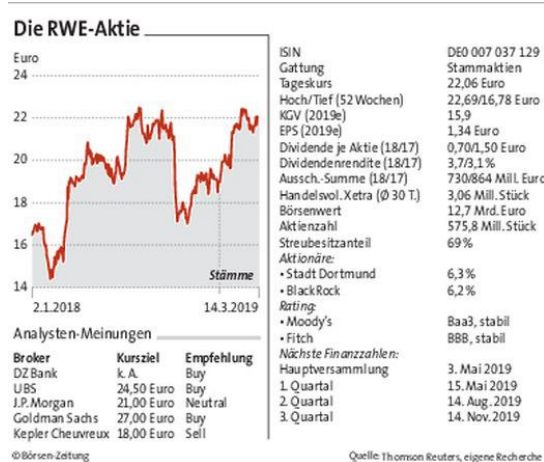 Die RWE-Aktie
Euro
24
22
20
18
16
14
Stämme
2.1.2018 14.3.2019
Analysten-Meinungen
Broker Kursziel Empfehlung
DZ Bank k. A. Buy
UBS 24,50 Euro Buy
J.P. Morgan 21,00 Euro Neutral
Goldman Sachs 27,00 Euro Buy
Kepler Cheuvreux 18,00 Euro Sell
© Börsen-Zeitung
ISIN DE0 007 037 129
Gattung Stammaktien
Tageskurs 22,06 Euro
Hoch/Tief (52 Wochen) 22,69/16,78 Euro
KGV (2019e) 15,9
EPS (2019e) 1,34 Euro
Dividende je Aktie (18/17) 0,70/1,50 Euro
Dividendenrendite (18/17) 3,7/3,1%
Aussch.-Summe (18/17) 730/864 Mill. Euro
Handelsvol. Xetra (Ø 30 T.) 3,06 Mill. Stück
Börsenwert 12,7 Mrd. Euro
Aktienzahl 575,8 Mill. Stück
Streubesitzanteil 69%
Aktionäre:
• Stadt Dortmund 6,3%
• BlackRock 6,2%
Rating:
• Moody's Baa3, stabil
• Fitch BBB, stabil
Nächste Finanzzahlen:
Hauptversammlung 3. Mai 2019
1. Quartal 15. Mai 2019
2. Quartal 14. Aug. 2019
3. Quartal 14. Nov. 2019
Quelle: Thomson Reuters, eigene Recherche